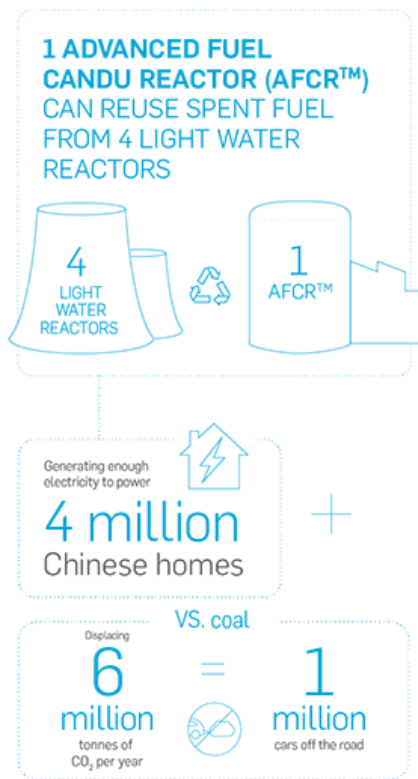 1 ADVANCED FUEL
CANDU REACTOR (AFCR™)
CAN REUSE SPENT FUEL
FROM 4 LIGHT WATER
REACTORS
4
LIGHT
WATER
REACTORS
1
AFCR™
Generating enough
electricity to power
4 million
Chinese homes
+
VS. coal
Displacing
6
million
tonnes of
CO₂ per year
=
1
million
cars off the road